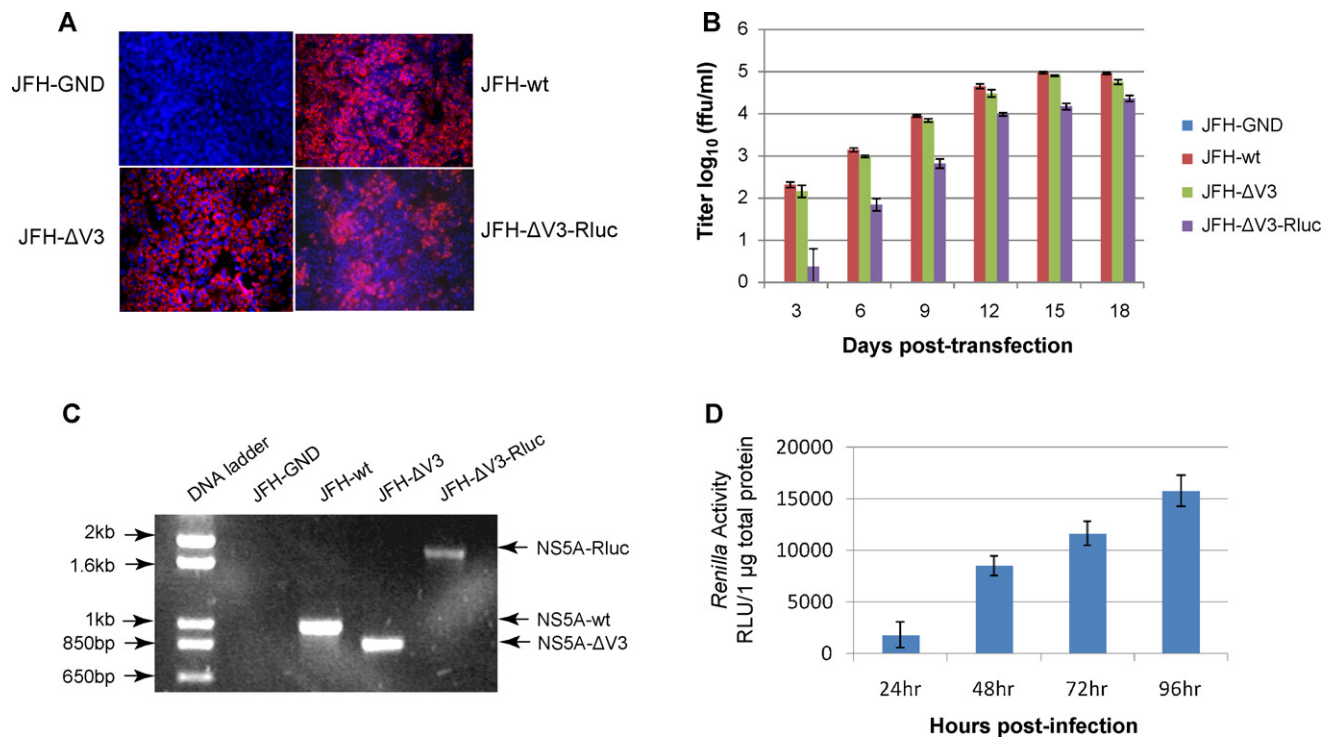 A
JFH-GND
JFH-wt
JFH-ΔV3
JFH-ΔV3-Rluc
B
Titer log10 (ffu/ml)
6
5
4
3
2
1
0
3 6 9 12 15 18
Days post-transfection
JFH-GND
JFH-wt
JFH-ΔV3
JFH-ΔV3-Rluc
C
DNA ladder
JFH-GND
JFH-wt
JFH-ΔV3
JFH-ΔV3-Rluc
2kb
1.6kb
1kb
850bp
650bp
NS5A-Rluc
NS5A-wt
NS5A-ΔV3
D
Renilla Activity
RLU/1 µg total protein
20000
15000
10000
5000
0
24hr 48hr 72hr 96hr
Hours post-infection